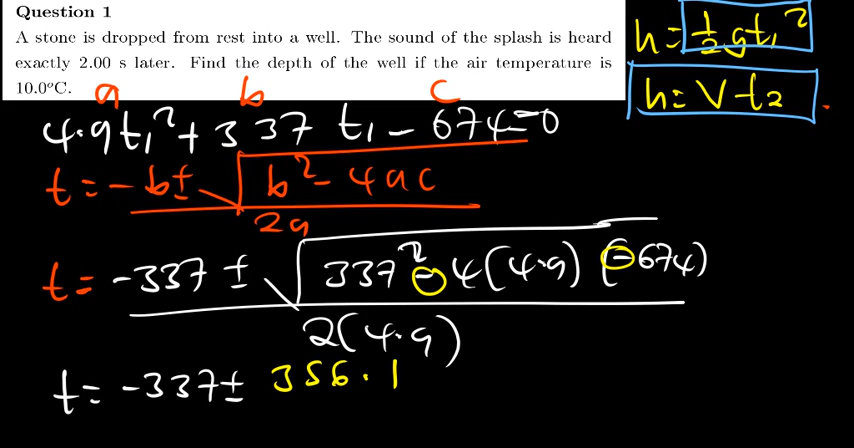 Question 1
A stone is dropped from rest into a well. The sound of the splash is heard
exactly 2.00 s later. Find the depth of the well if the air temperature is
10.0°C.
h = ½gt₁²
h = Vt₂
a b c
4.9t₁² + 337 t₁ - 674 = 0
t = -b ± √b² - 4ac
2a
t = -337 ± √337² - 4(4.9)(-674)
2(4.9)
t = -337 ± 356.1